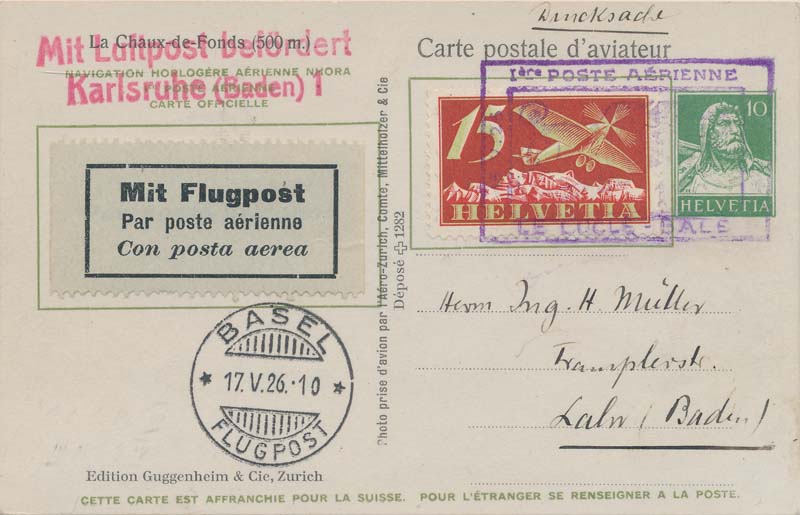 Drucksache
La Chaux-de-Fonds (500 m.)
Mit Luftpost befördert
Karlsruhe (Baden) 1
NAVIGATION HORLOGÈRE AÉRIENNE NHORA
POSTE AÉRIENNE
CARTE OFFICIELLE
Mit Flugpost
Par poste aérienne
Con posta aerea
BASEL
17.V.26.-10
FLUGPOST
Edition Guggenheim & Cie, Zurich
Photo prise d'avion par l'Aéro-Zurich, Comte, Mittelholzer & Cie
Déposé 1282
Carte postale d'aviateur
Ière POSTE AÉRIENNE
LE LOCLE - BALE
15
HELVETIA
10
HELVETIA
Herrn Ing. H. Müller
Tramplerstr.
Lahr (Baden)
CETTE CARTE EST AFFRANCHIE POUR LA SUISSE. POUR L'ÉTRANGER SE RENSEIGNER A LA POSTE.